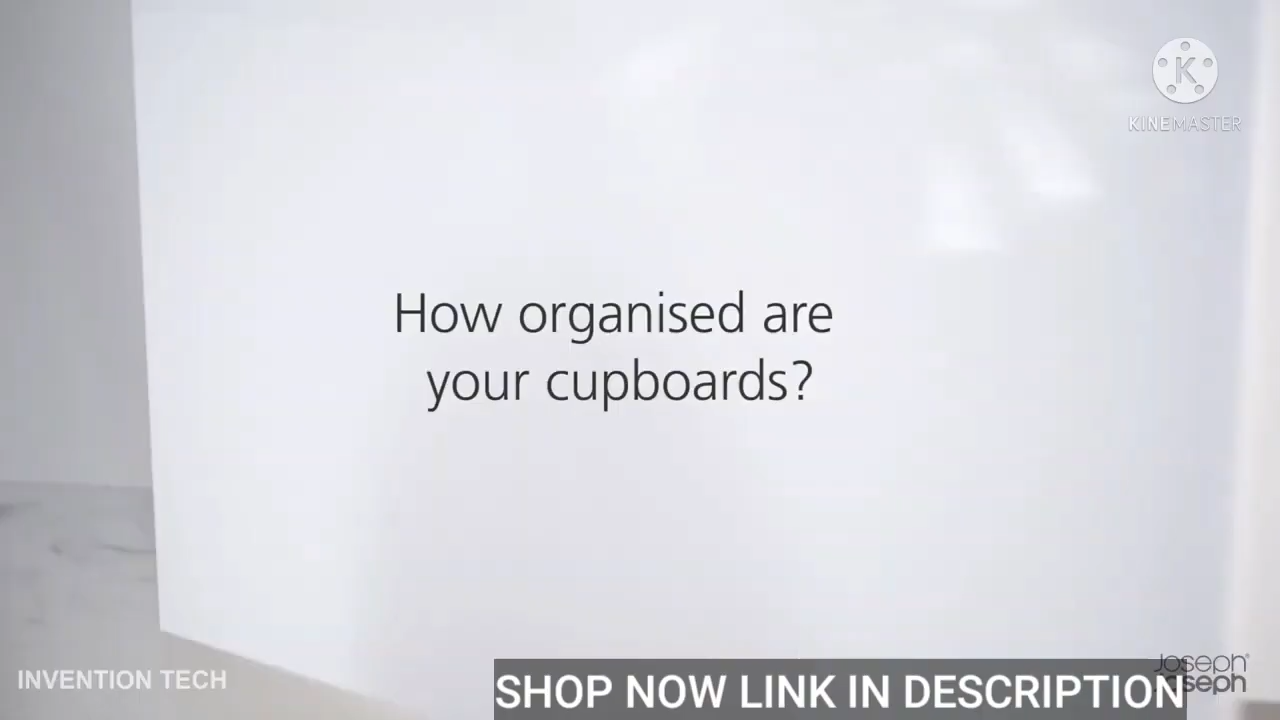 K
KINEMASTER
How organised are
your cupboards?
INVENTION TECH
SHOP NOW LINK IN DESCRIPTION
Joseph
Joseph